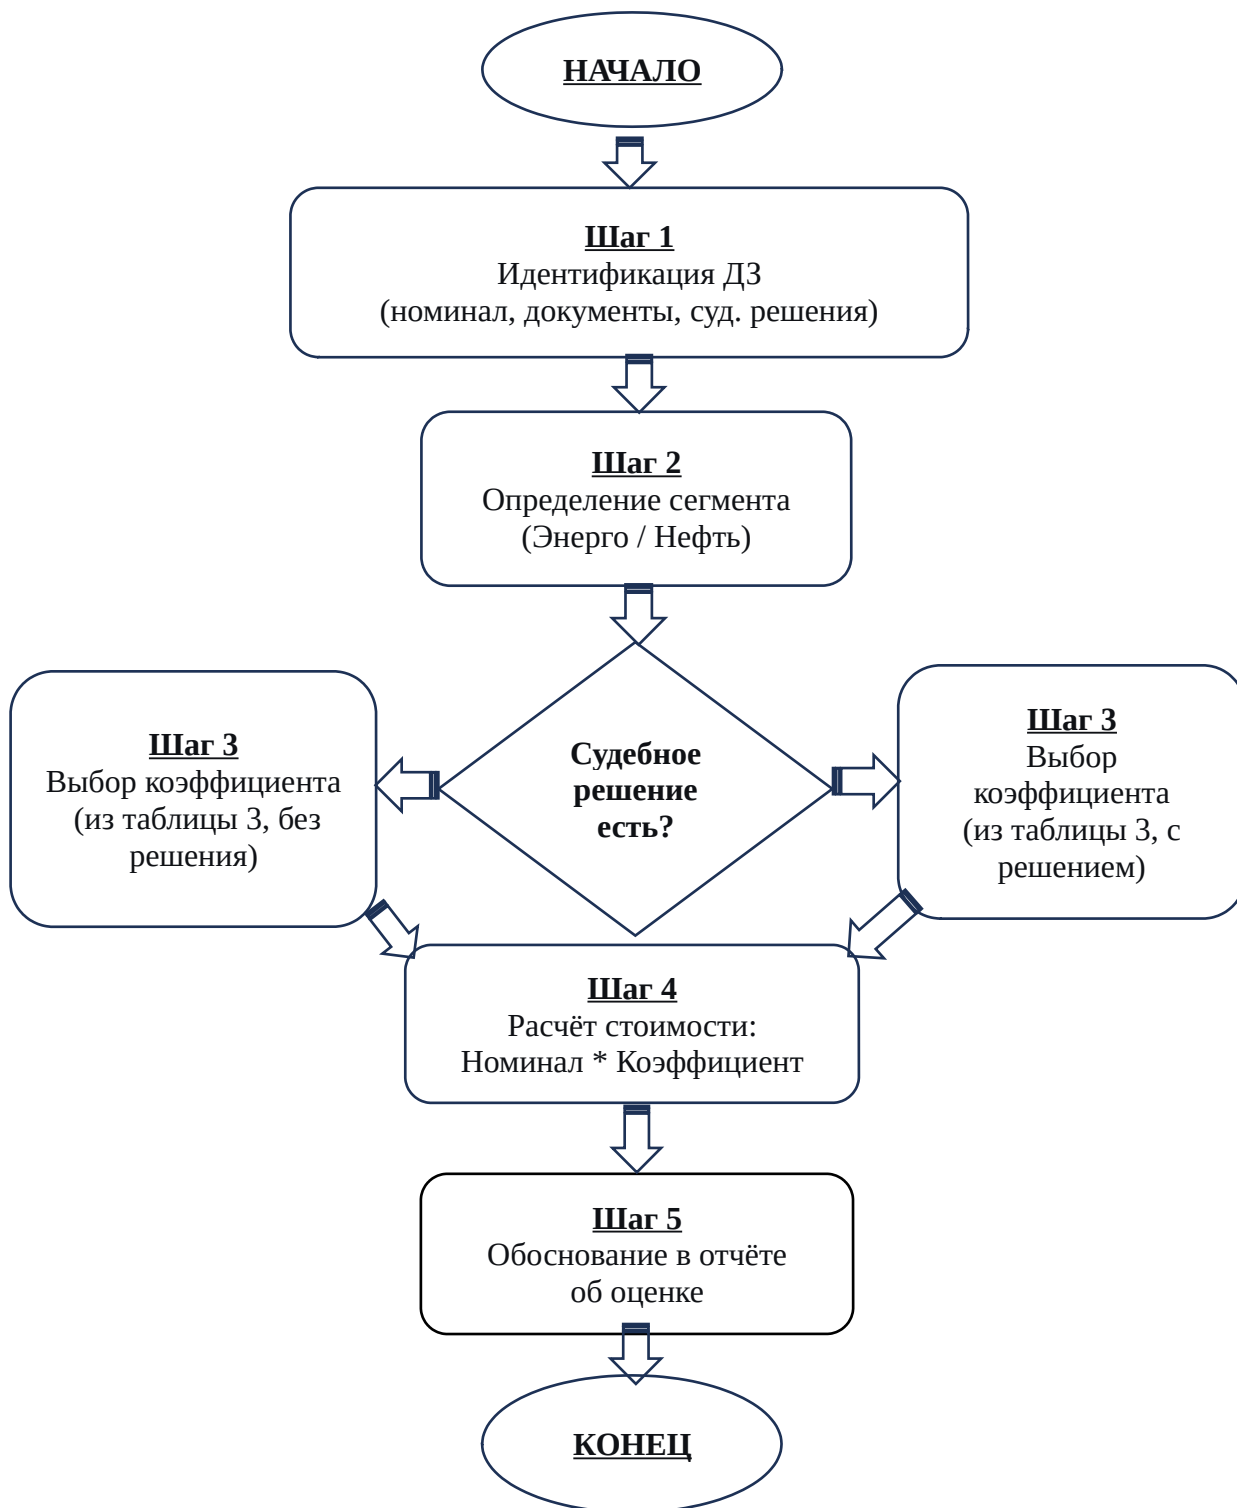 НАЧАЛО
Шаг 1
Идентификация ДЗ
(номинал, документы, суд. решения)
Шаг 2
Определение сегмента
(Энерго / Нефть)
Судебное
решение
есть?
Шаг 3
Выбор коэффициента
(из таблицы 3, без
решения)
Шаг 3
Выбор
коэффициента
(из таблицы 3, с
решением)
Шаг 4
Расчёт стоимости:
Номинал * Коэффициент
Шаг 5
Обоснование в отчёте
об оценке
КОНЕЦ